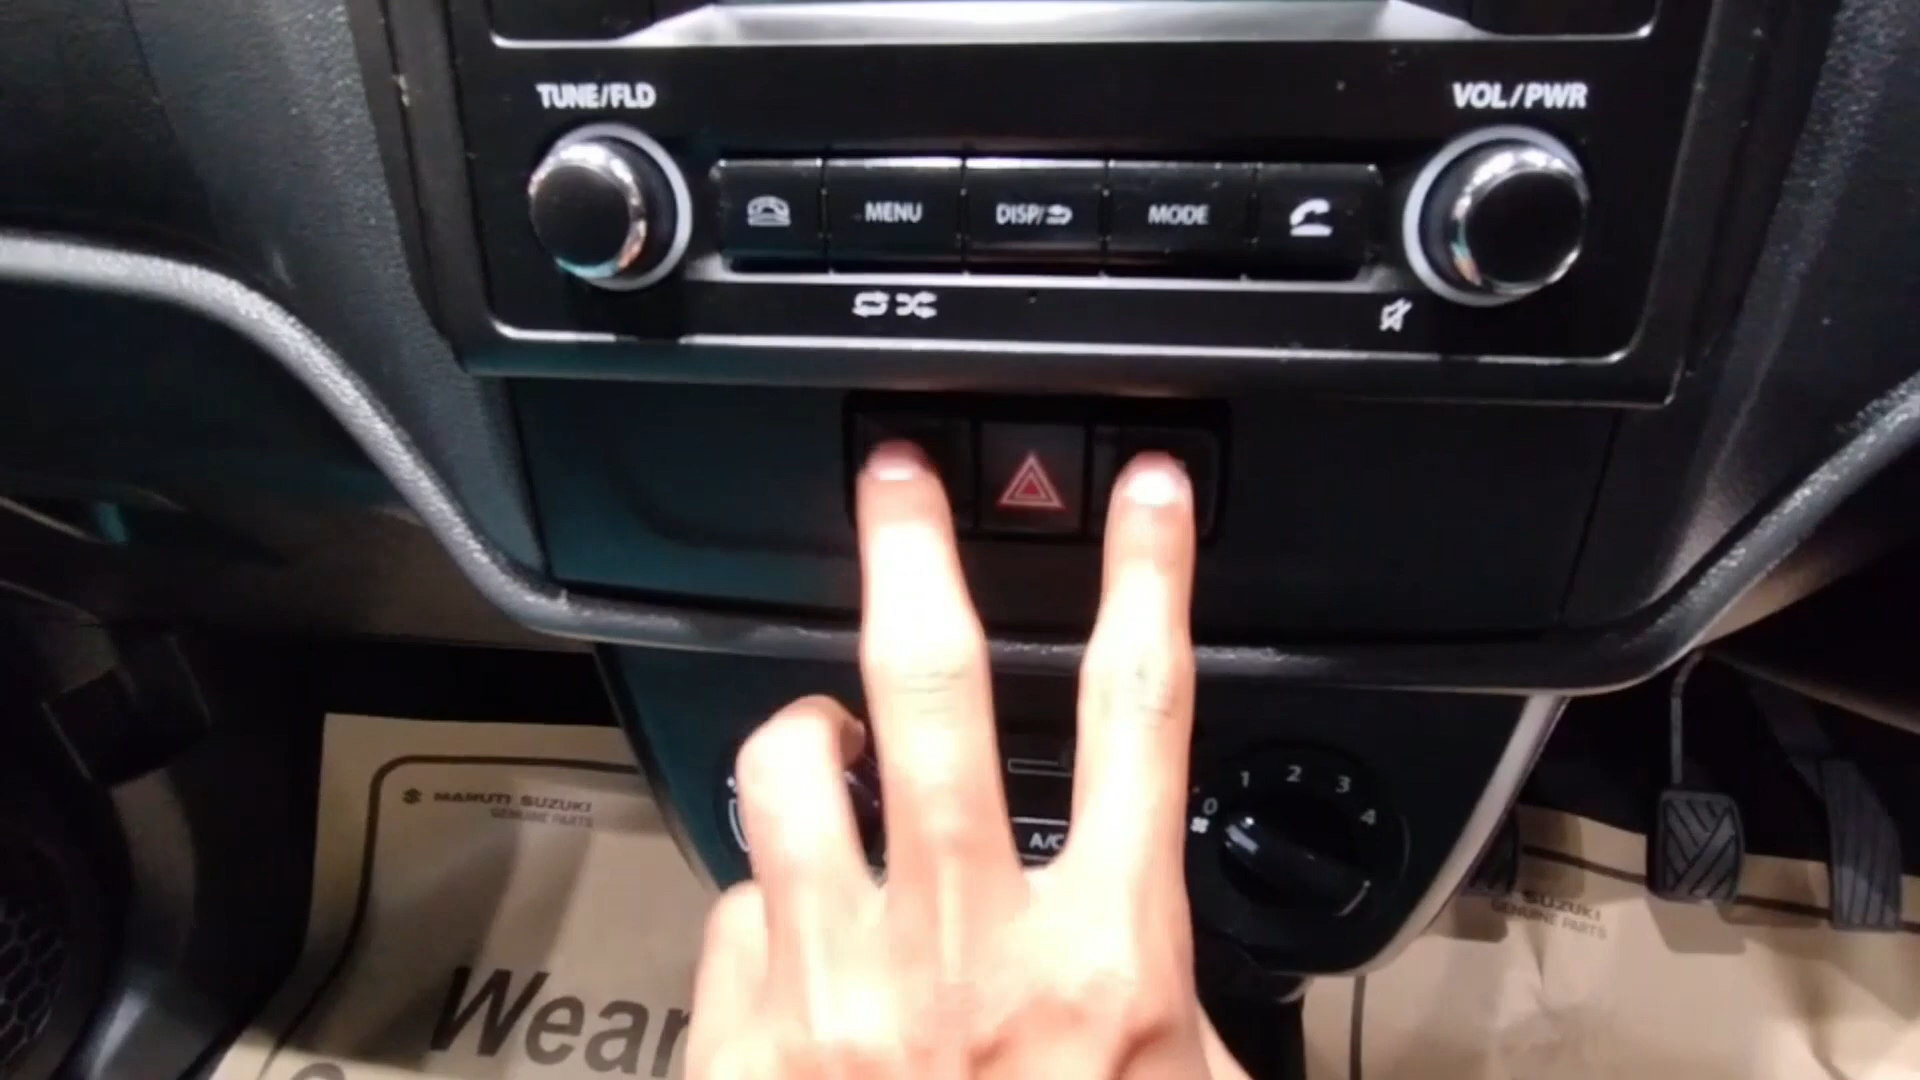 TUNE/FLD
VOL/PWR
MENU
DISP/
MODE
0 1 2 3 4
A/C
MARUTI SUZUKI
GENUINE PARTS
SUZUKI
GENUINE PARTS
Wear